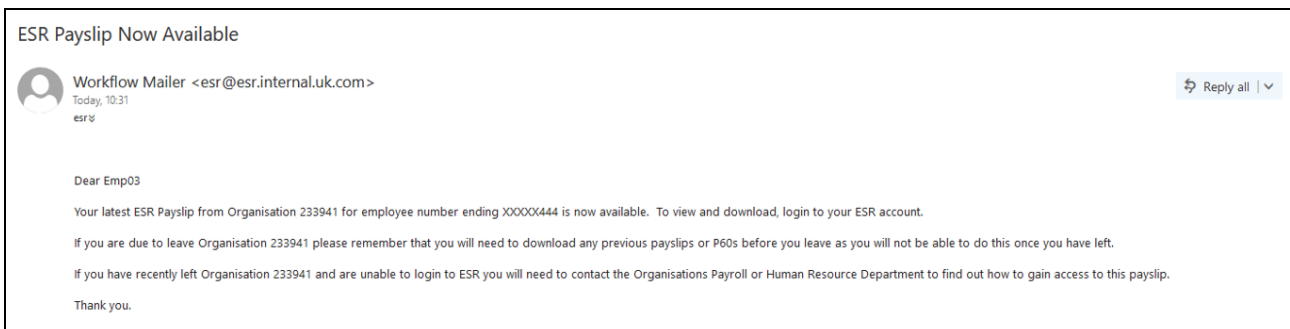 ESR Payslip Now Available
Workflow Mailer <esr@esr.internal.uk.com>
Today, 10:31
Reply all
esr
Dear Emp03
Your latest ESR Payslip from Organisation 233941 for employee number ending XXXXX444 is now available. To view and download, login to your ESR account.
If you are due to leave Organisation 233941 please remember that you will need to download any previous payslips or P60s before you leave as you will not be able to do this once you have left.
If you have recently left Organisation 233941 and are unable to login to ESR you will need to contact the Organisations Payroll or Human Resource Department to find out how to gain access to this payslip.
Thank you.